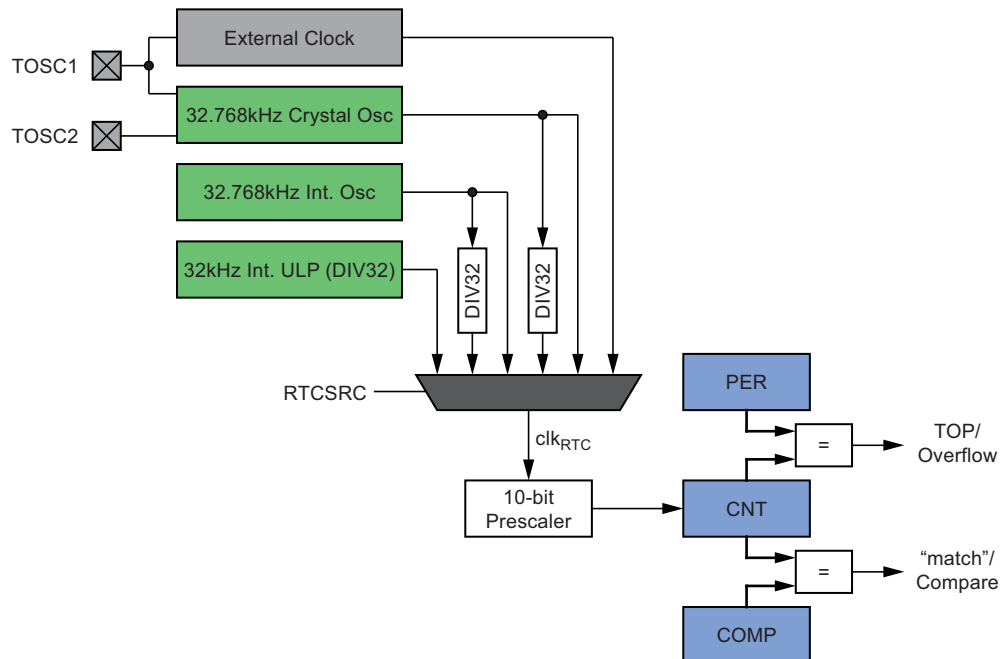 External Clock
TOSC1
32.768kHz Crystal Osc
TOSC2
32.768kHz Int. Osc
32kHz Int. ULP (DIV32)
DIV32
DIV32
RTCSRC
PER
clkRTC
TOP/
Overflow
=
10-bit
Prescaler
CNT
=
“match”/
Compare
COMP